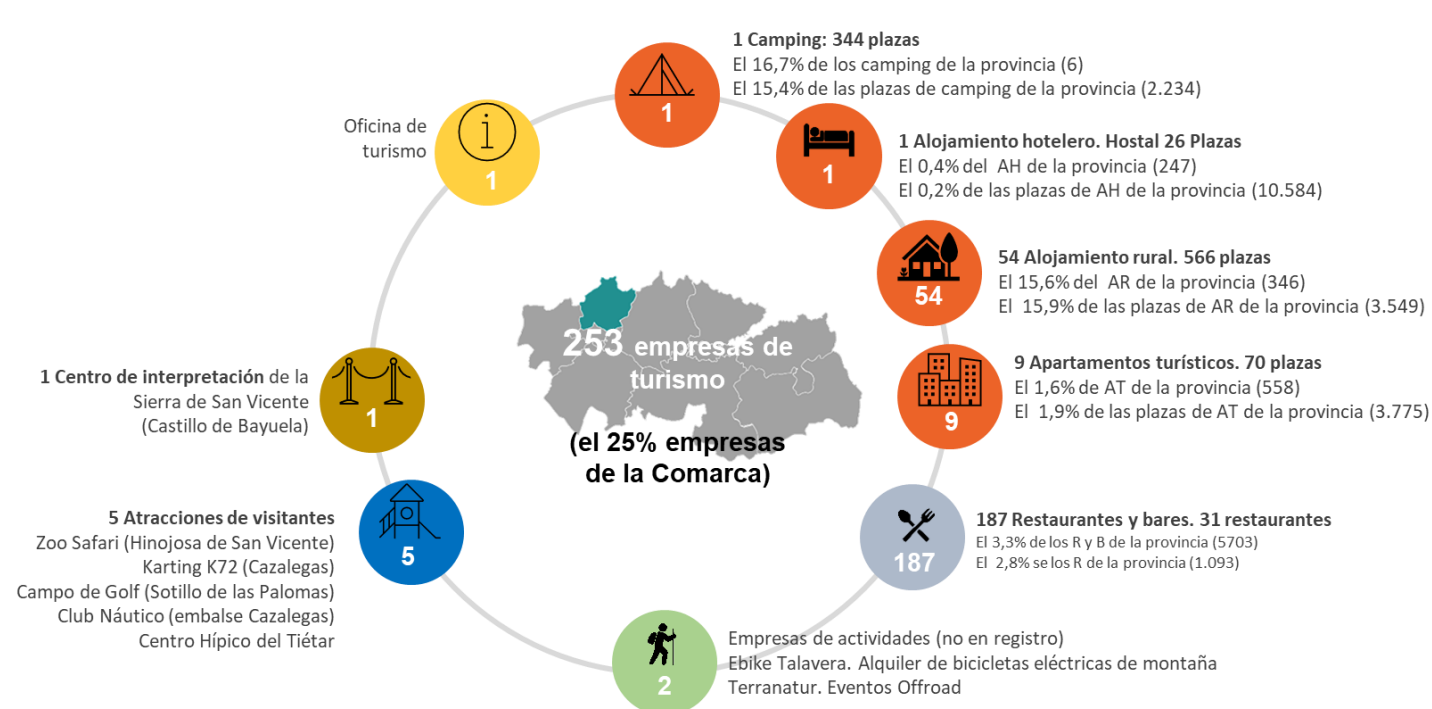 1 Camping: 344 plazas
El 16,7% de los camping de la provincia (6)
El 15,4% de las plazas de camping de la provincia (2.234)
1
1 Alojamiento hotelero. Hostal 26 Plazas
El 0,4% del AH de la provincia (247)
El 0,2% de las plazas de AH de la provincia (10.584)
1
54 Alojamiento rural. 566 plazas
El 15,6% del AR de la provincia (346)
El 15,9% de las plazas de AR de la provincia (3.549)
54
9 Apartamentos turísticos. 70 plazas
El 1,6% de AT de la provincia (558)
El 1,9% de las plazas de AT de la provincia (3.775)
9
187 Restaurantes y bares. 31 restaurantes
El 3,3% de los R y B de la provincia (5703)
El 2,8% se los R de la provincia (1.093)
187
Empresas de actividades (no en registro)
Ebike Talavera. Alquiler de bicicletas eléctricas de montaña
Terranatur. Eventos Offroad
2
5 Atracciones de visitantes
Zoo Safari (Hinojosa de San Vicente)
Karting K72 (Cazalegas)
Campo de Golf (Sotillo de las Palomas)
Club Náutico (embalse Cazalegas)
Centro Hípico del Tiétar
5
1 Centro de interpretación de la
Sierra de San Vicente
(Castillo de Bayuela)
1
Oficina de
turismo
i
1
253 empresas de
turismo
(el 25% empresas
de la Comarca)